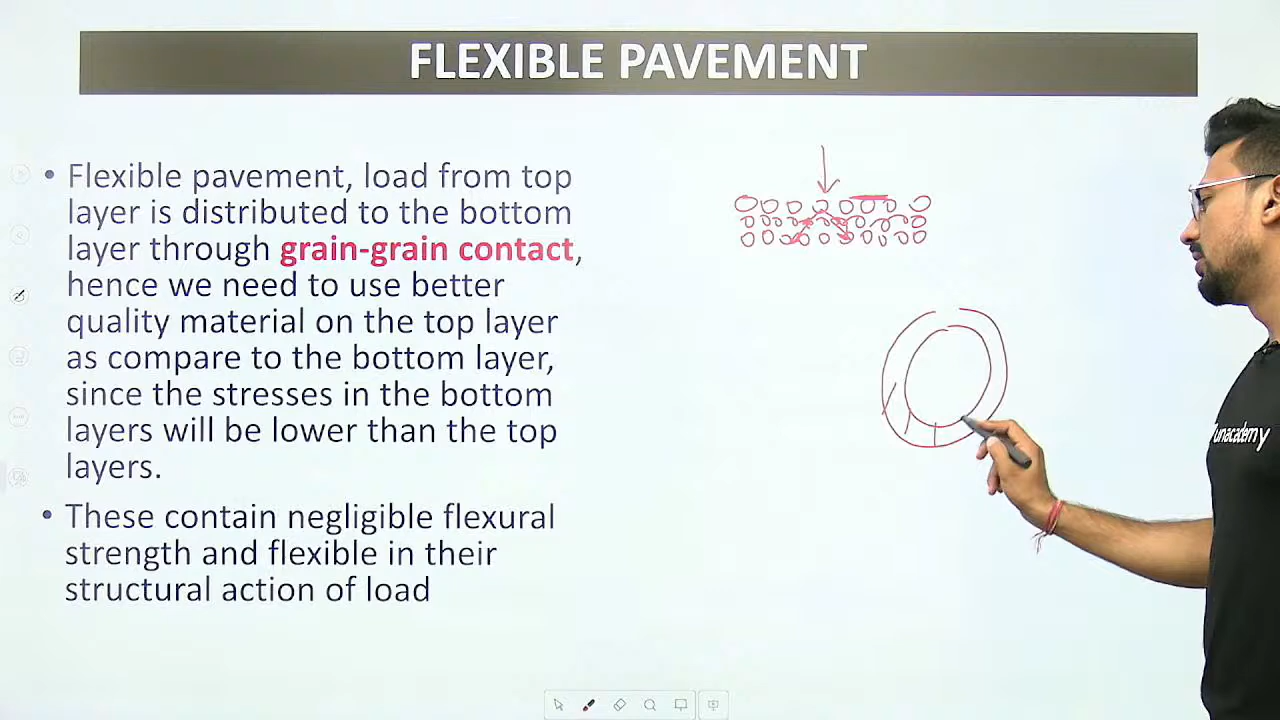 FLEXIBLE PAVEMENT
• Flexible pavement, load from top
layer is distributed to the bottom
layer through grain-grain contact,
hence we need to use better
quality material on the top layer
as compare to the bottom layer,
since the stresses in the bottom
layers will be lower than the top
layers.
• These contain negligible flexural
strength and flexible in their
structural action of load
unacademy